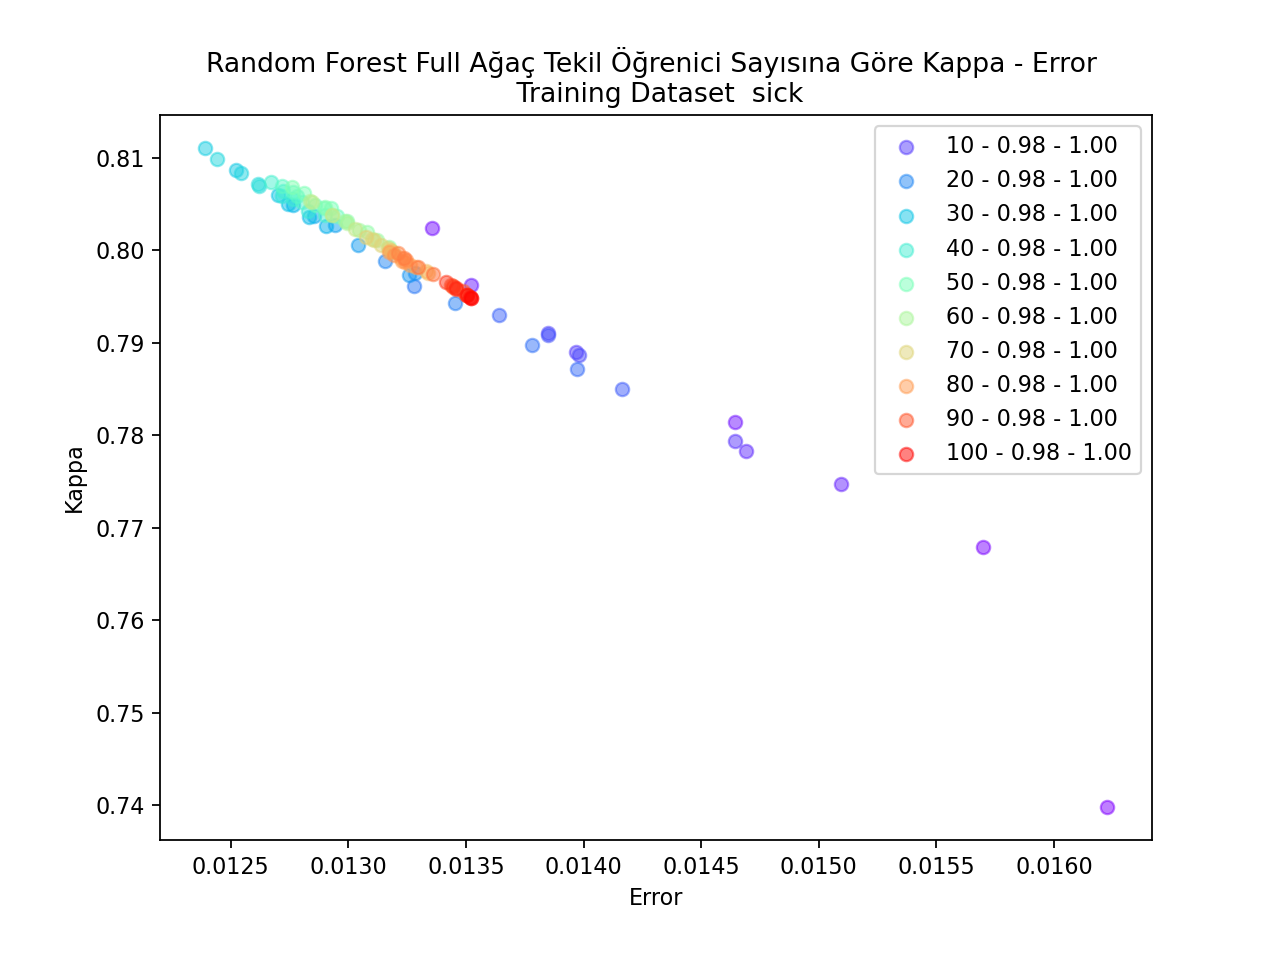 Random Forest Full Ağaç Tekil Öğrenici Sayısına Göre Kappa - Error
Training Dataset  sick
10 - 0.98 - 1.00
20 - 0.98 - 1.00
30 - 0.98 - 1.00
40 - 0.98 - 1.00
50 - 0.98 - 1.00
60 - 0.98 - 1.00
70 - 0.98 - 1.00
80 - 0.98 - 1.00
90 - 0.98 - 1.00
100 - 0.98 - 1.00
Kappa
0.81
0.80
0.79
0.78
0.77
0.76
0.75
0.74
0.0125
0.0130
0.0135
0.0140
0.0145
0.0150
0.0155
0.0160
Error